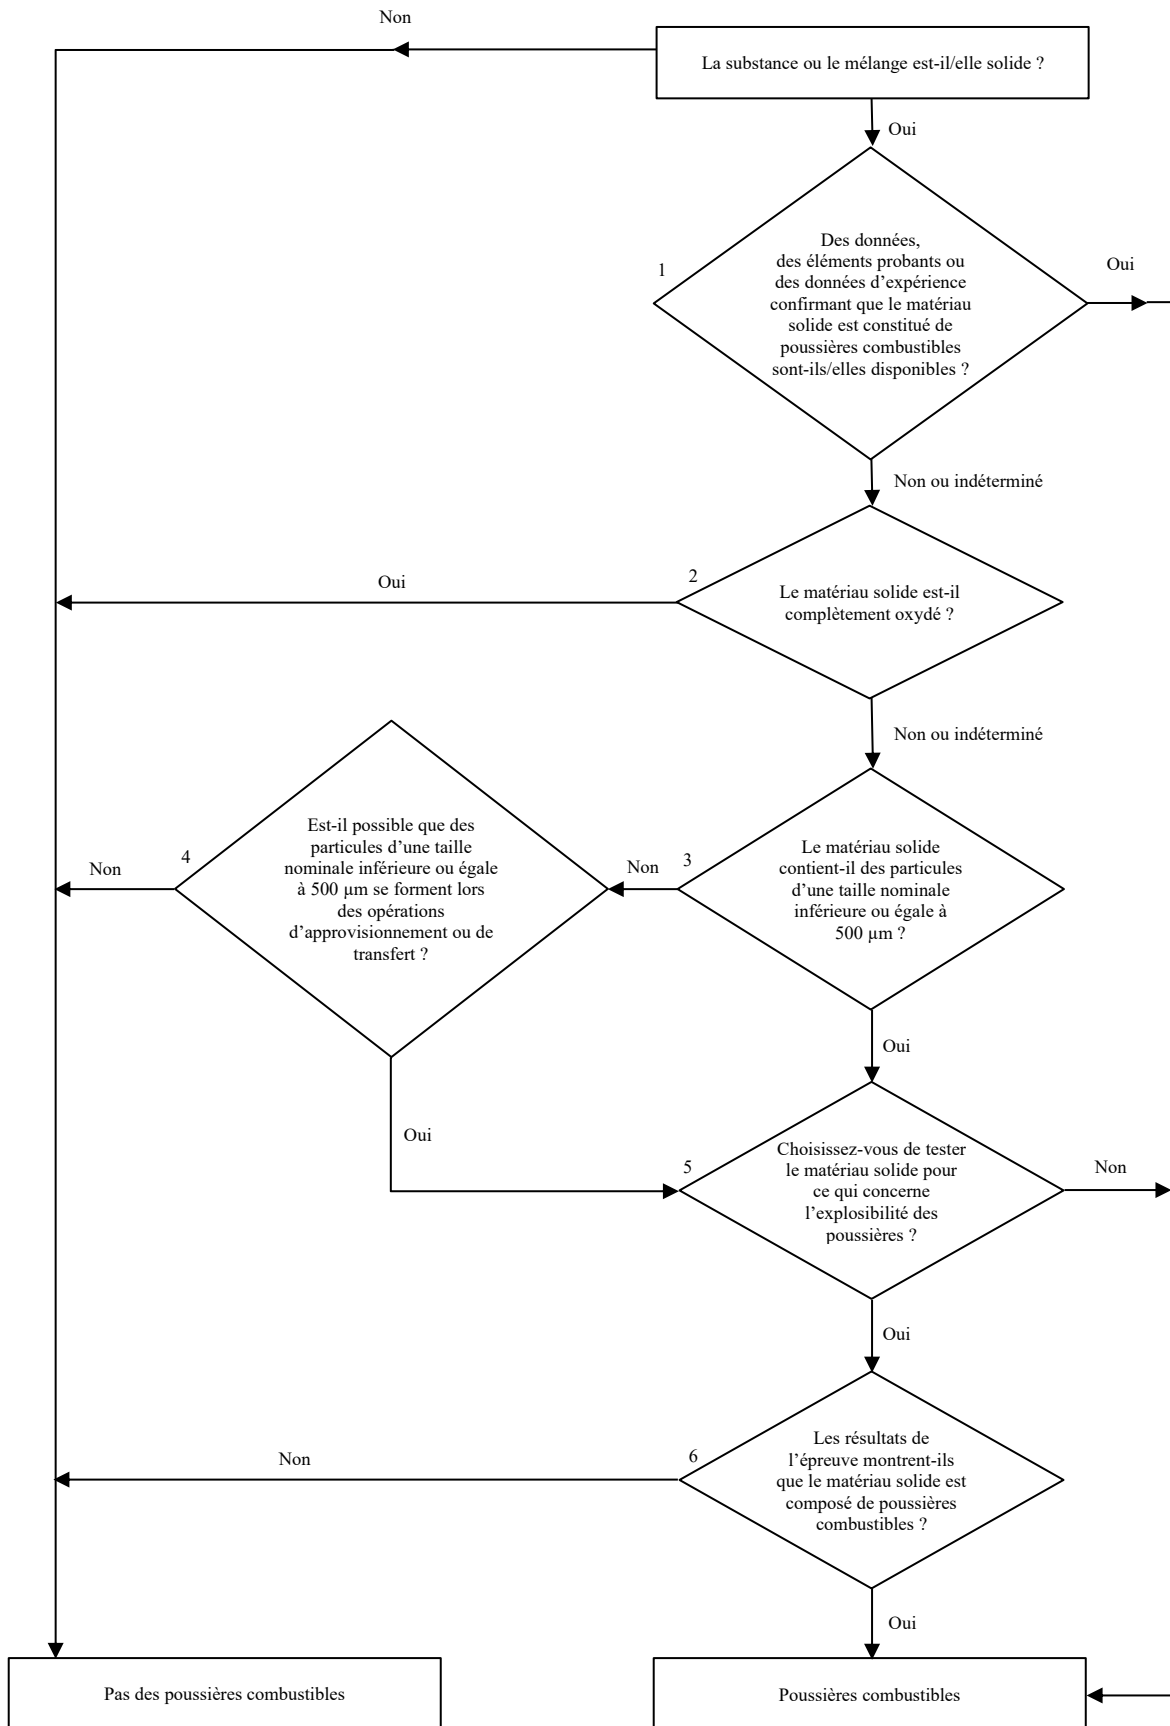 Non
La substance ou le mélange est-il/elle solide ?
Oui
1
Des données,
des éléments probants ou
des données d'expérience
confirmant que le matériau
solide est constitué de
poussières combustibles
sont-ils/elles disponibles ?
Oui
Non ou indéterminé
2
Oui
Le matériau solide est-il
complètement oxydé ?
Non ou indéterminé
4
Est-il possible que des
particules d'une taille
nominale inférieure ou égale
à 500 µm se forment lors
des opérations
d'approvisionnement ou de
transfert ?
Non
Non
3
Le matériau solide
contient-il des particules
d'une taille nominale
inférieure ou égale à
500 µm ?
Oui
Oui
5
Choisissez-vous de tester
le matériau solide pour
ce qui concerne
l'explosibilité des
poussières ?
Non
Oui
Non
6
Les résultats de
l'épreuve montrent-ils
que le matériau solide est
composé de poussières
combustibles ?
Oui
Pas des poussières combustibles
Poussières combustibles